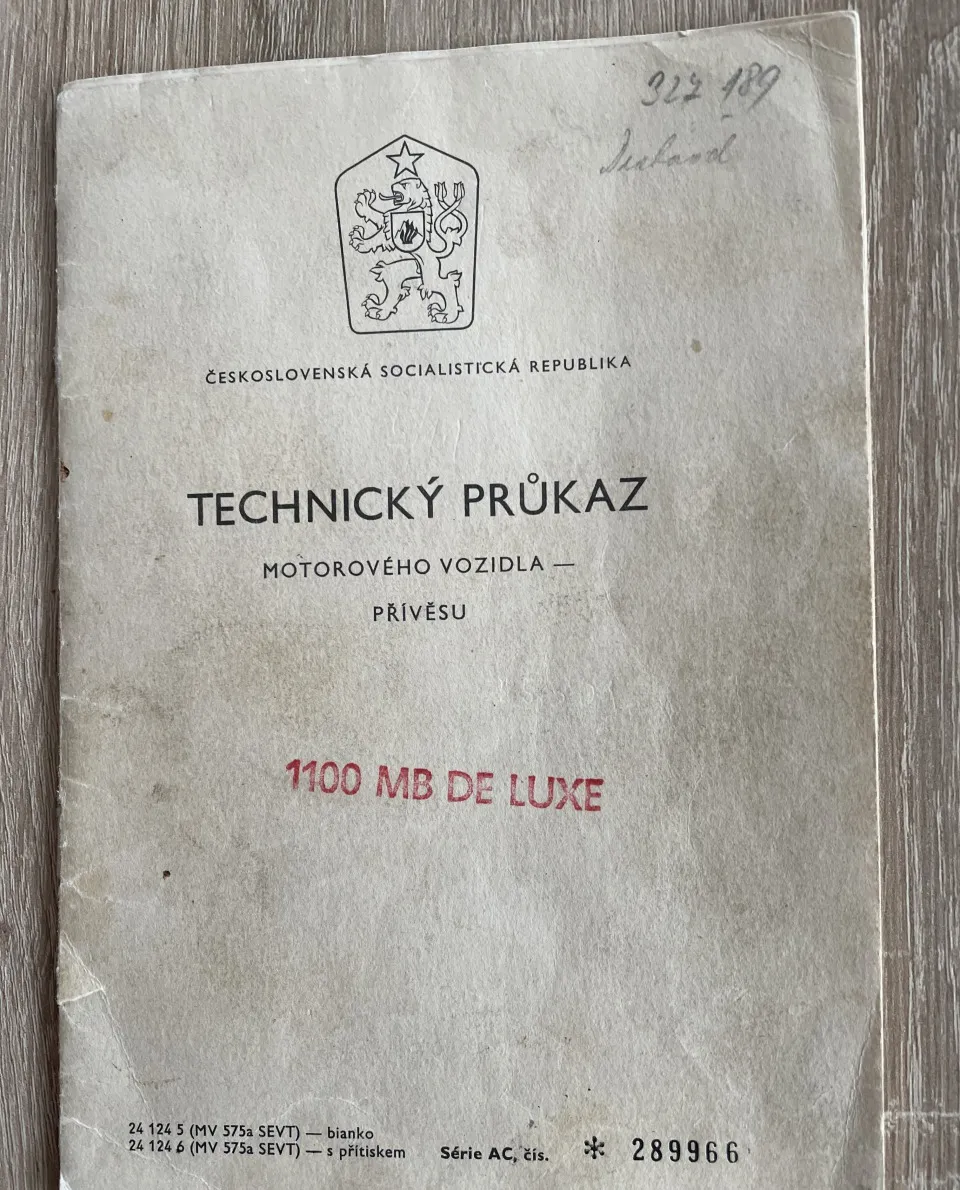 327 189
ČESKOSLOVENSKÁ SOCIALISTICKÁ REPUBLIKA
TECHNICKÝ PRŮKAZ
MOTOROVÉHO VOZIDLA —
PŘÍVĚSU
1100 MB DE LUXE
24 124 5 (MV 575a SEVT) — bianko
24 124 6 (MV 575a SEVT) — s přítiskem
Série AC, čís. * 289966